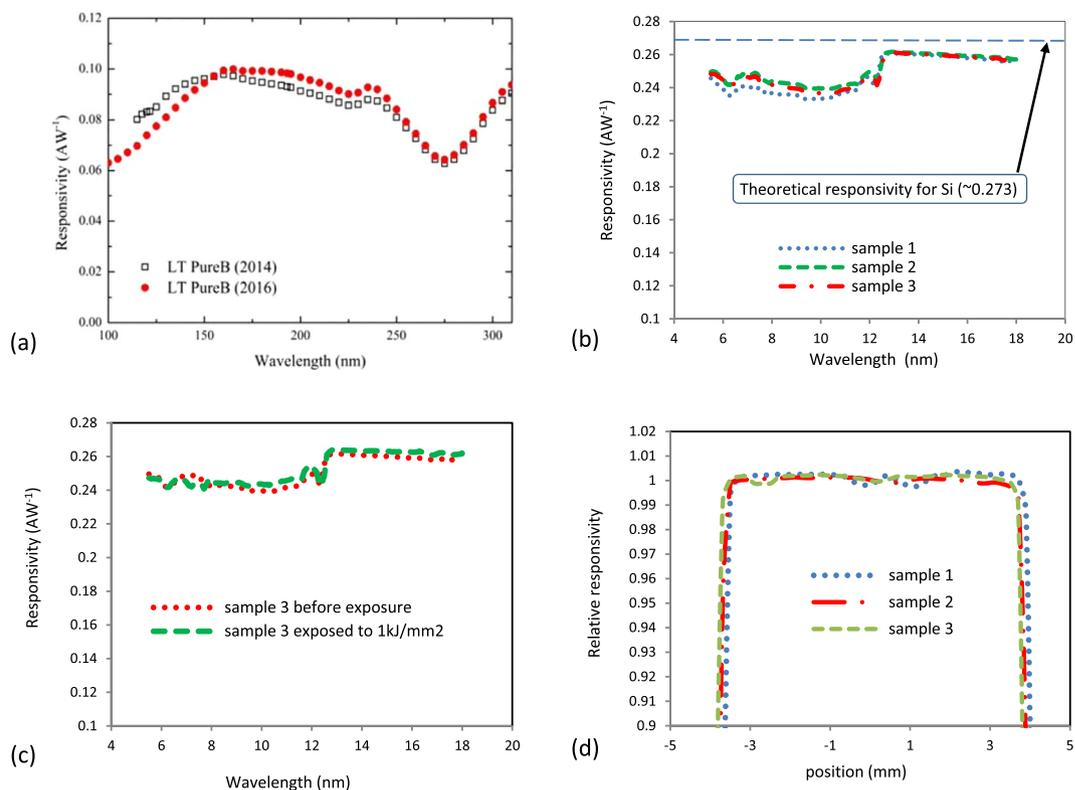 0.12
0.10
0.08
0.06
0.04
0.02
0.00
Responsivity (AW⁻¹)
LT PureB (2014)
LT PureB (2016)
100 150 200 250 300
Wavelength (nm)
(a)
0.28
0.26
0.24
0.22
0.2
0.18
0.16
0.14
0.12
0.1
Responsivity (AW⁻¹)
Theoretical responsivity for Si (~0.273)
sample 1
sample 2
sample 3
4 6 8 10 12 14 16 18 20
Wavelength (nm)
(b)
0.28
0.26
0.24
0.22
0.2
0.18
0.16
0.14
0.12
0.1
Responsivity (AW⁻¹)
sample 3 before exposure
sample 3 exposed to 1kJ/mm2
4 6 8 10 12 14 16 18 20
Wavelength (nm)
(c)
1.02
1.01
1
0.99
0.98
0.97
0.96
0.95
0.94
0.93
0.92
0.91
0.9
Relative responsivity
sample 1
sample 2
sample 3
-5 -3 -1 1 3 5
position (mm)
(d)